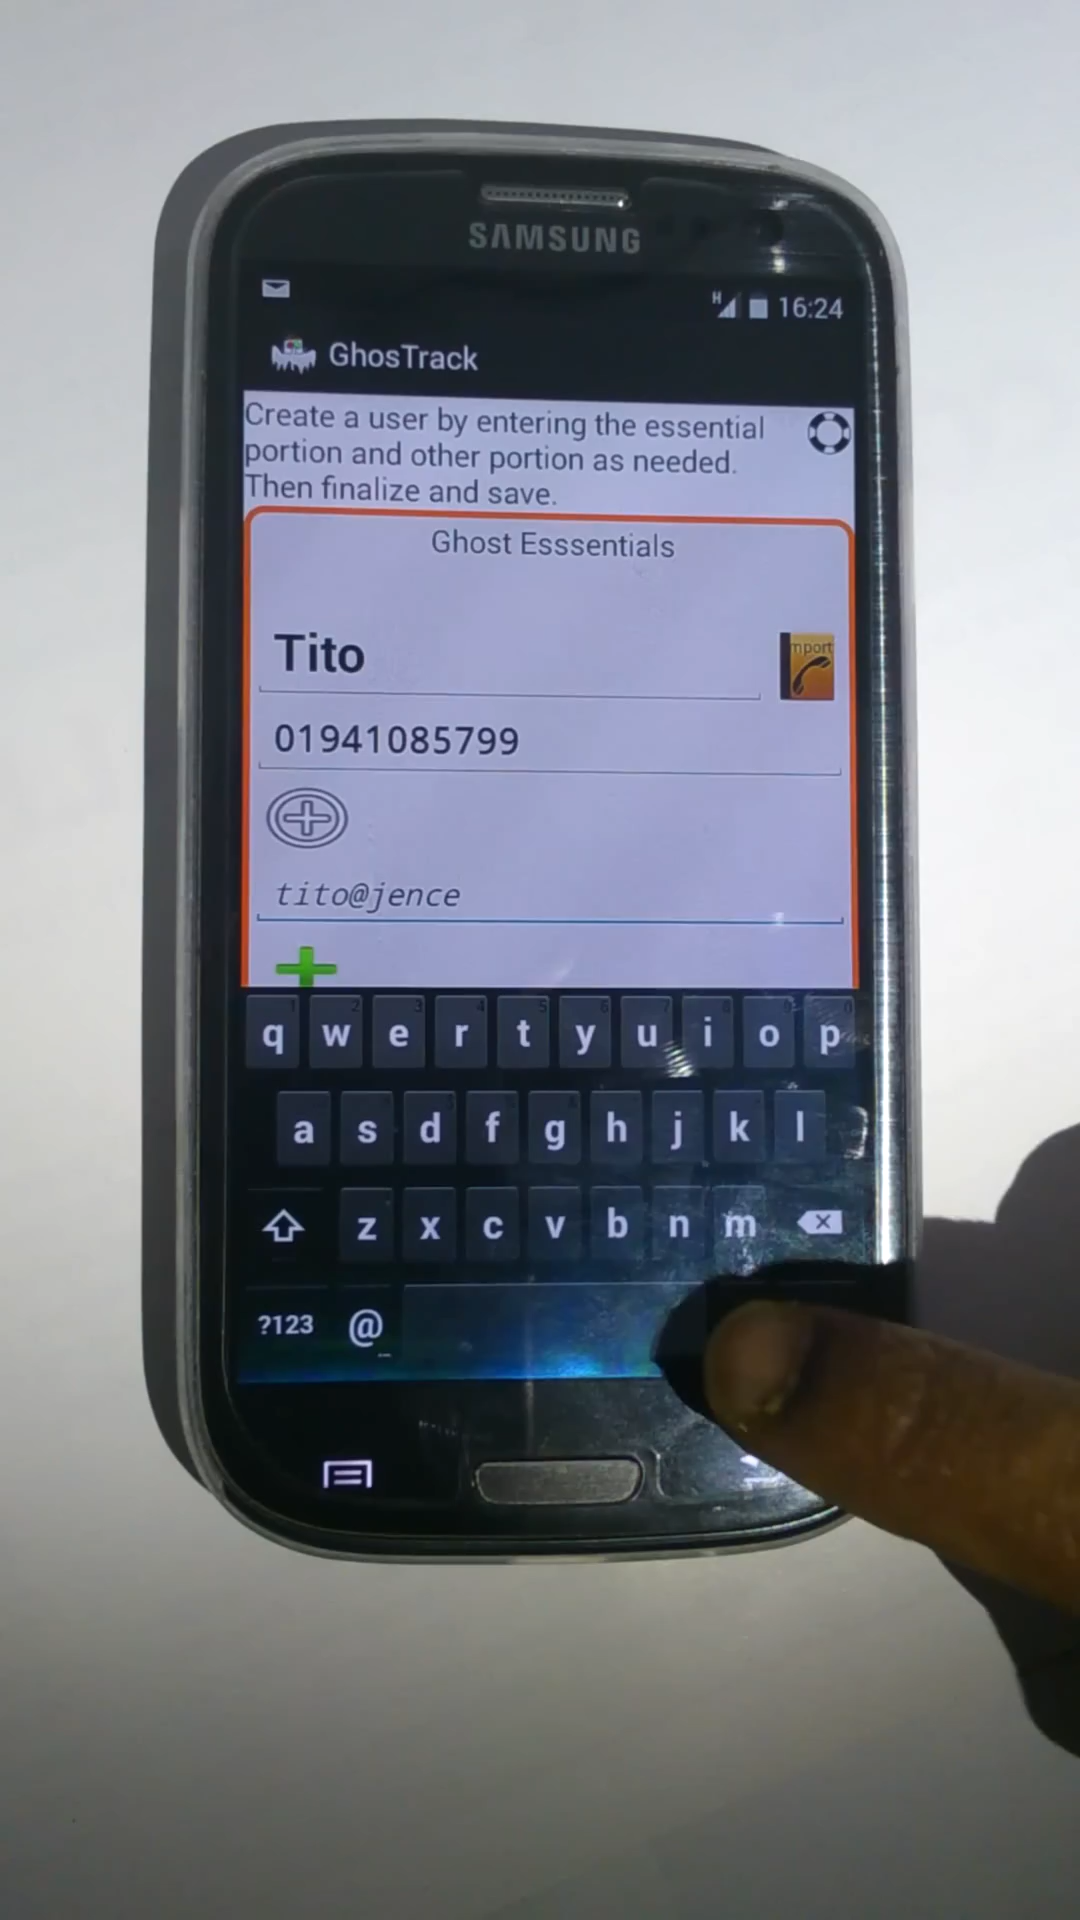 SAMSUNG
H 16:24
GhosTrack
Create a user by entering the essential
portion and other portion as needed.
Then finalize and save.
Ghost Esssentials
Tito
mport
01941085799
tito@jence
q w e r t y u i o p
a s d f g h j k l
z x c v b n m
?123 @